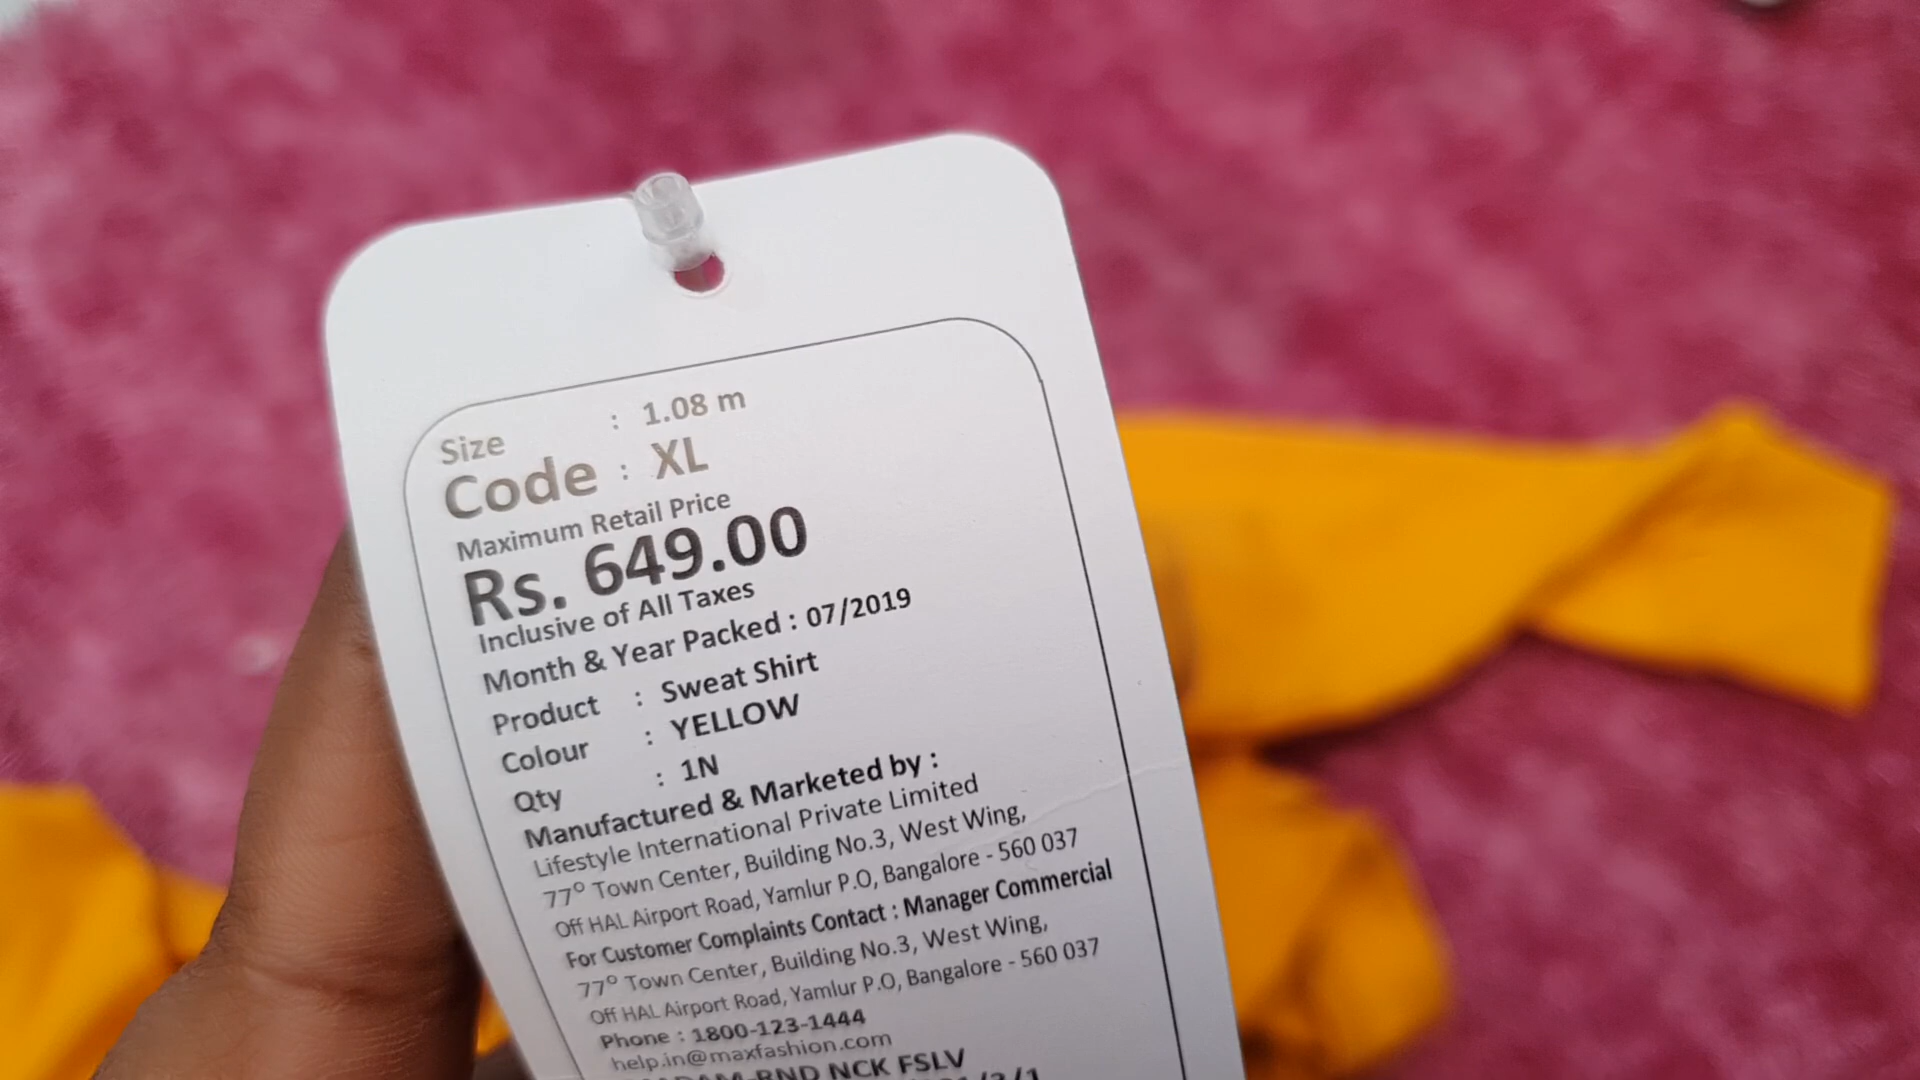 Size : 1.08 m
Code : XL
Maximum Retail Price
Rs. 649.00
Inclusive of All Taxes
Month & Year Packed : 07/2019
Product : Sweat Shirt
Colour : YELLOW
Qty : 1N
Manufactured & Marketed by :
Lifestyle International Private Limited
77° Town Center, Building No.3, West Wing,
Off HAL Airport Road, Yamlur P.O, Bangalore - 560 037
For Customer Complaints Contact : Manager Commercial
77° Town Center, Building No.3, West Wing,
Off HAL Airport Road, Yamlur P.O, Bangalore - 560 037
Phone : 1800-123-1444
help.in@maxfashion.com
NCK FSLV